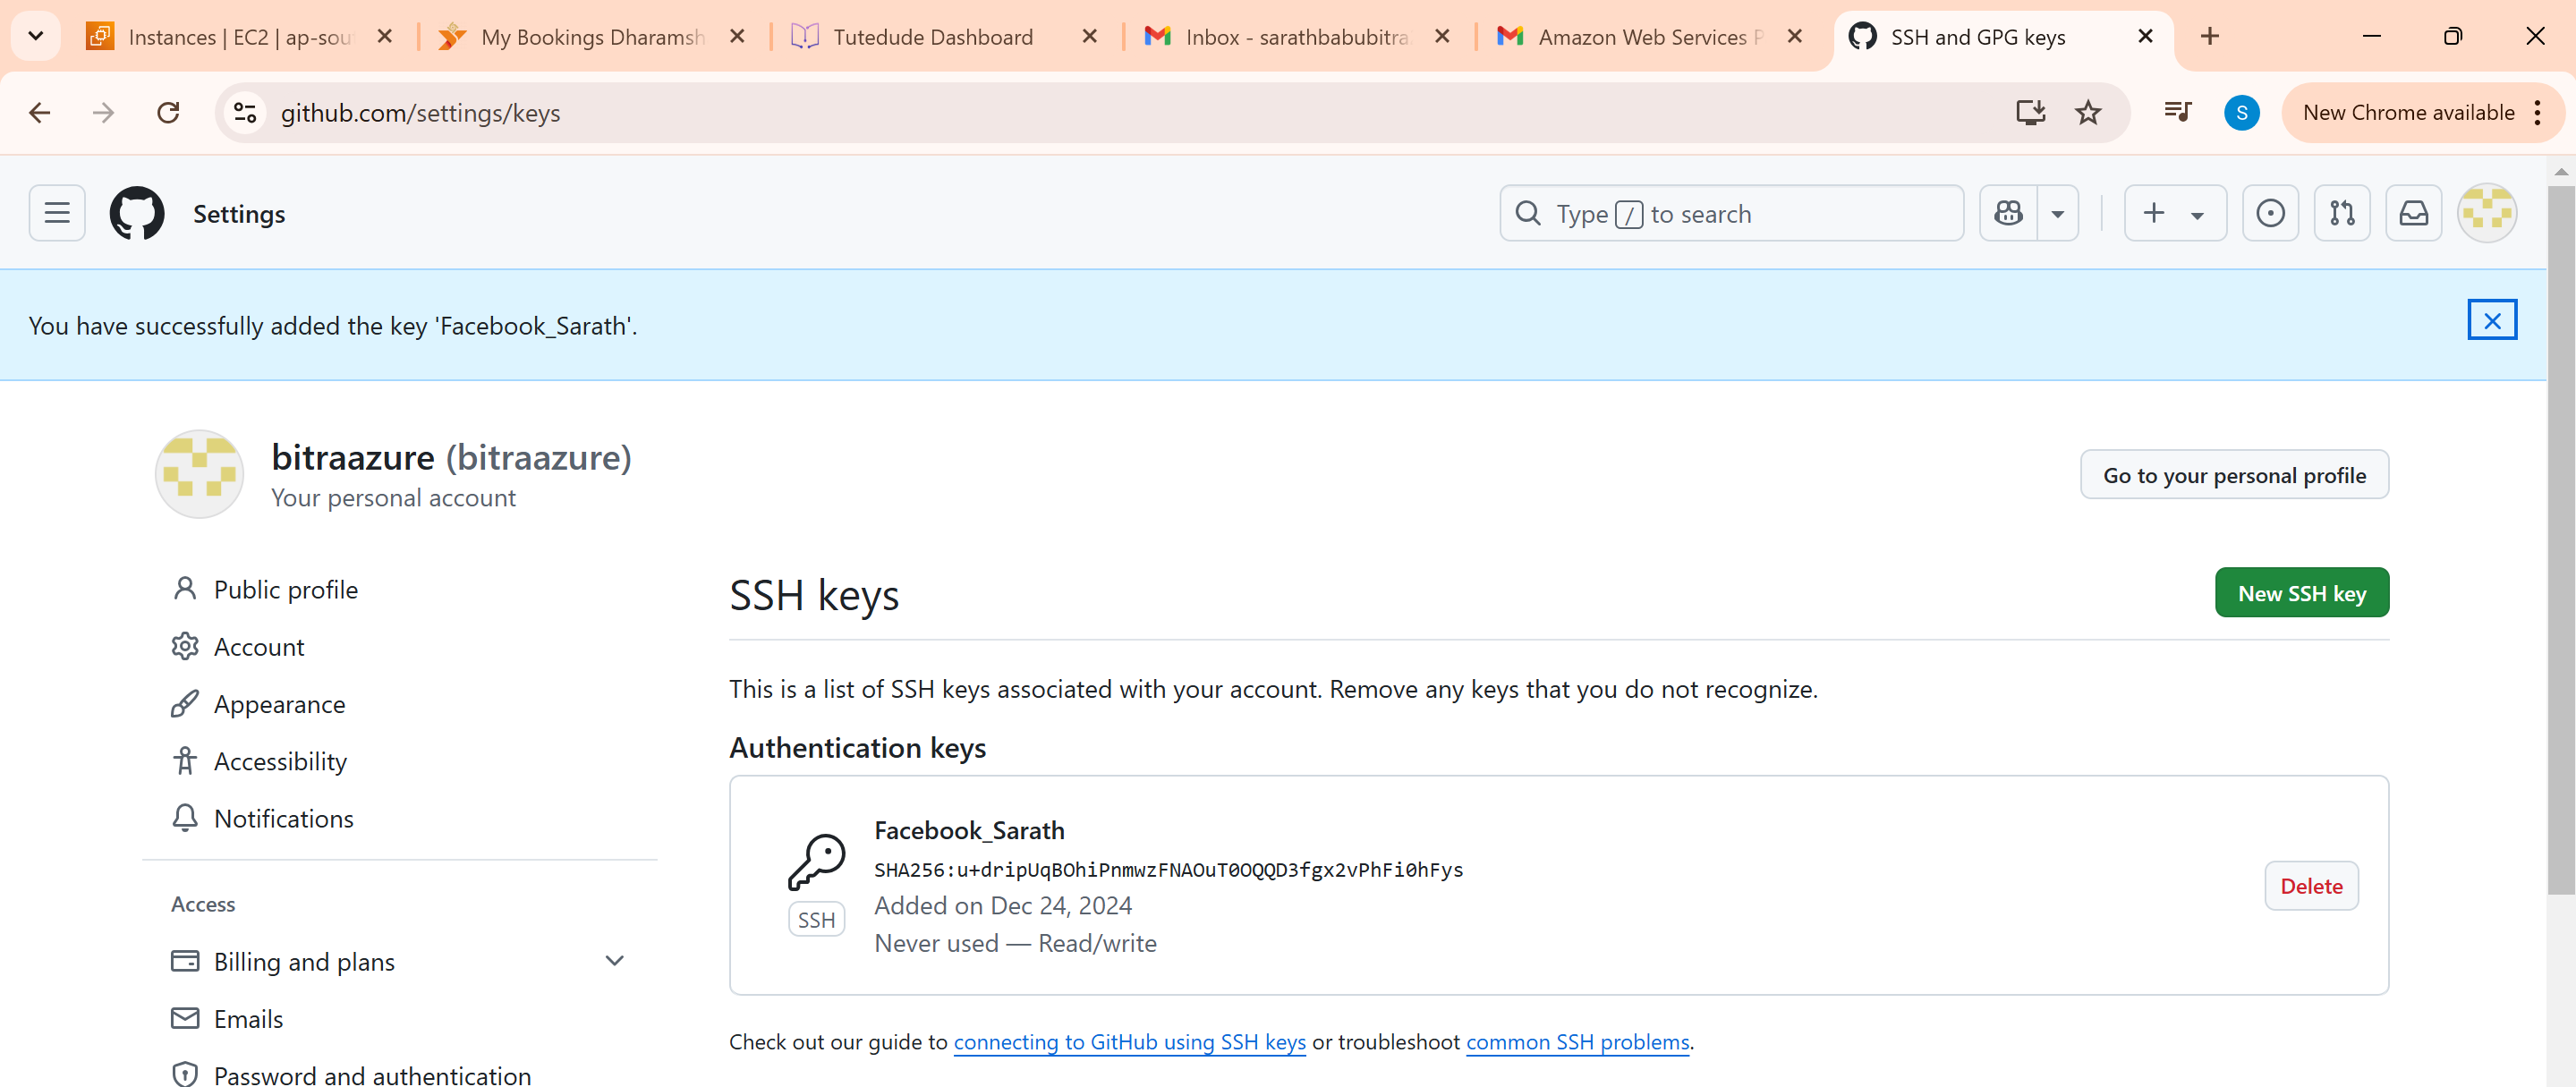 Instances | EC2 | ap-sou
My Bookings Dharamsh
Tutedude Dashboard
Inbox - sarathbabubitra
Amazon Web Services P
SSH and GPG keys
github.com/settings/keys
S
New Chrome available
Settings
Type / to search
You have successfully added the key 'Facebook_Sarath'.
bitraazure (bitraazure)
Your personal account
Go to your personal profile
Public profile
Account
Appearance
Accessibility
Notifications
Access
Billing and plans
Emails
Password and authentication
SSH keys
New SSH key
This is a list of SSH keys associated with your account. Remove any keys that you do not recognize.
Authentication keys
Facebook_Sarath
SHA256:u+dripUqBOhiPnmwzFNAOuT0OQQD3fgx2vPhFi0hFys
SSH
Added on Dec 24, 2024
Never used — Read/write
Delete
Check out our guide to connecting to GitHub using SSH keys or troubleshoot common SSH problems.